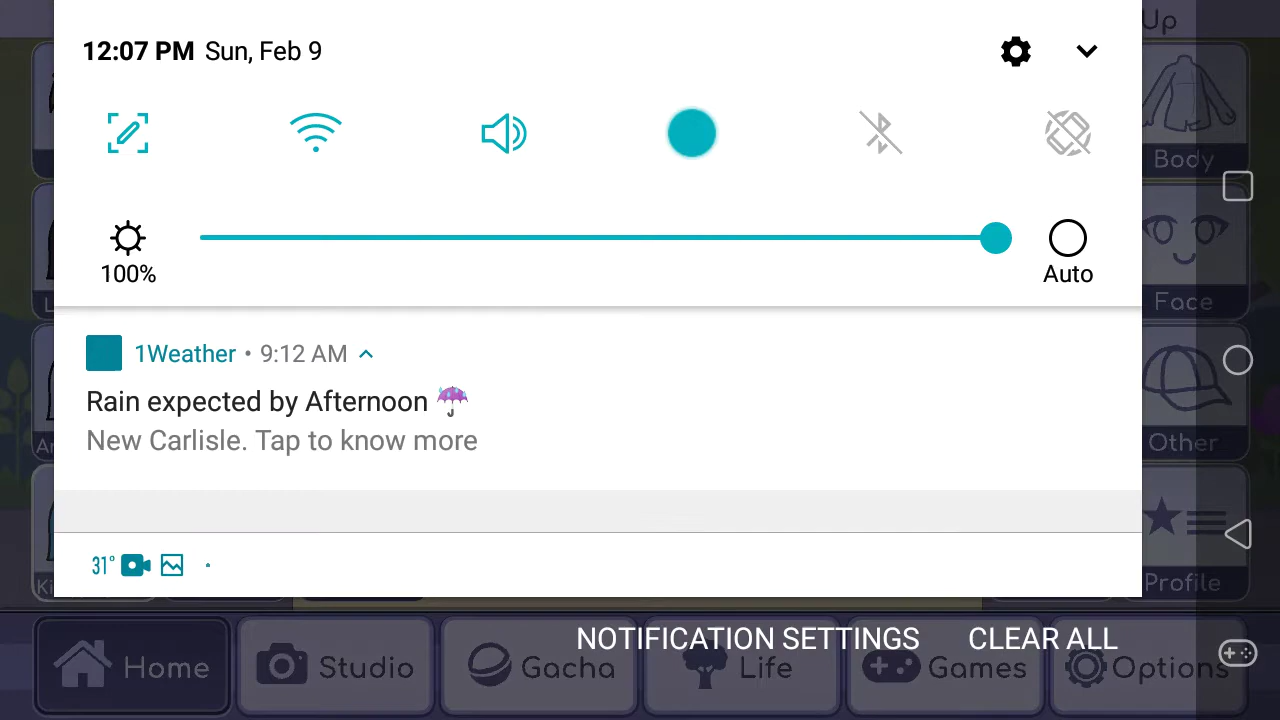 Up
12:07 PM Sun, Feb 9
Body
100%
Auto
Face
1Weather • 9:12 AM
Rain expected by Afternoon
New Carlisle. Tap to know more
Other
31°
Profile
NOTIFICATION SETTINGS CLEAR ALL
Home Studio Gacha Life Games Options